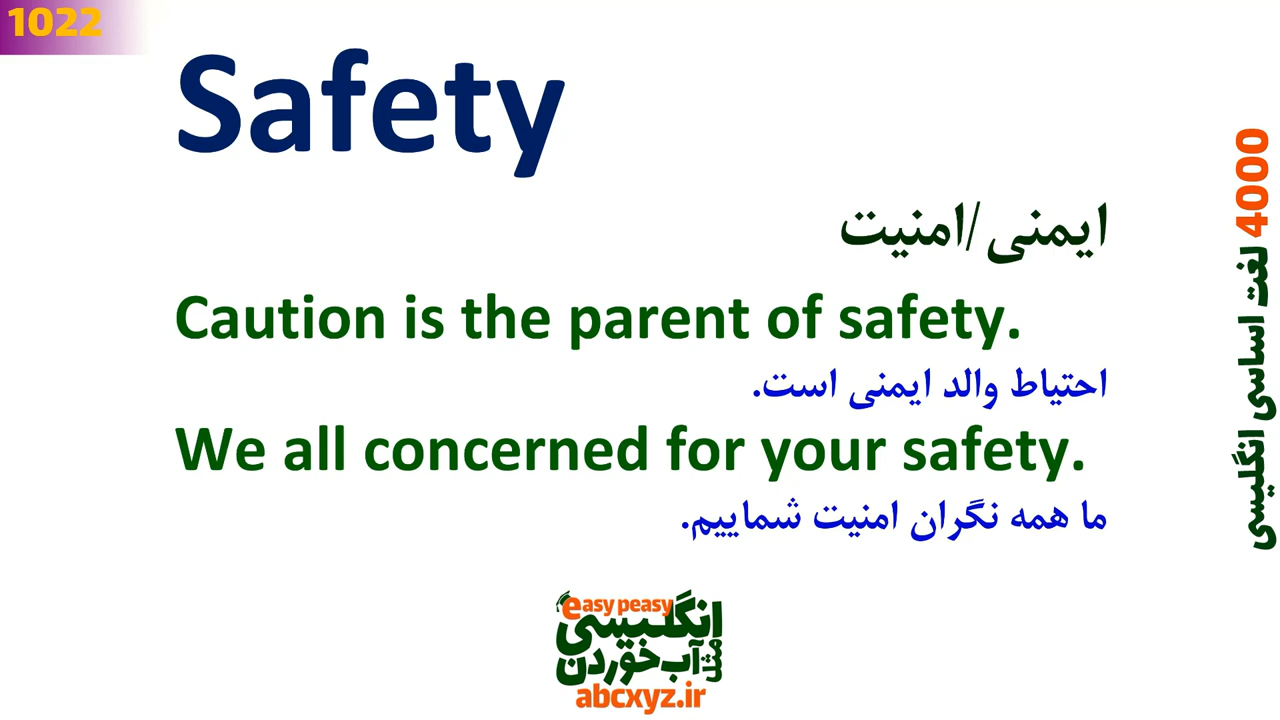 1022
Safety
ایمنی/امنیت
Caution is the parent of safety.
احتیاط والد ایمنی است.
We all concerned for your safety.
ما همه نگران امنیت شماییم.
4000 لغت اساسی انگلیسی
easy peasy
انگلیسی
مثل آب خوردن
abcxyz.ir